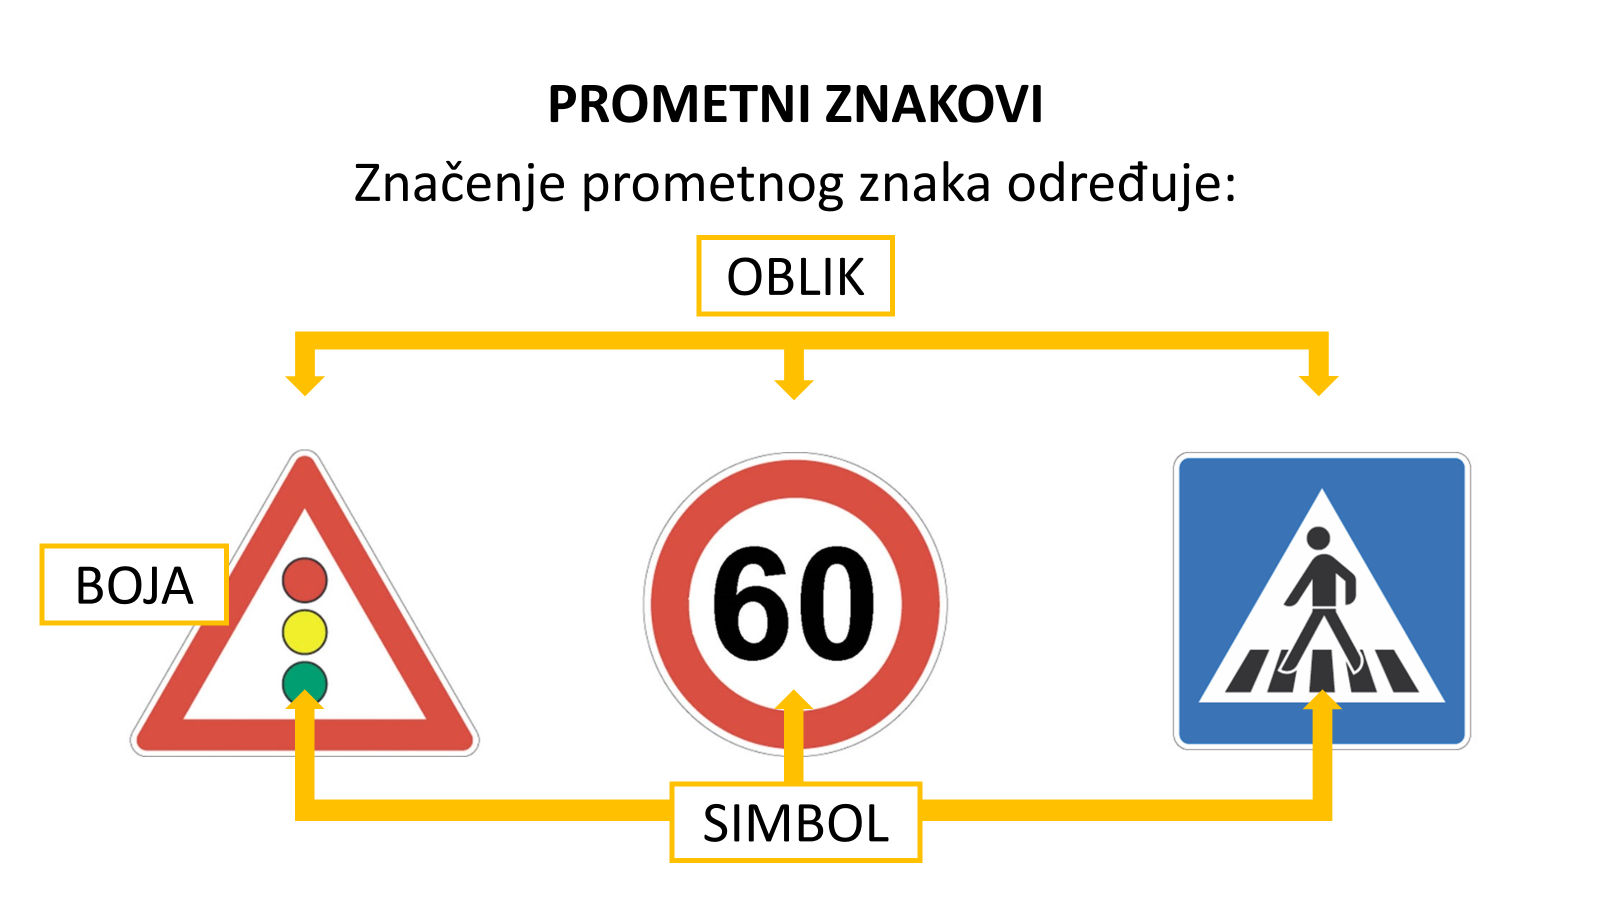 PROMETNI ZNAKOVI
Značenje prometnog znaka određuje:
OBLIK
BOJA
60
SIMBOL